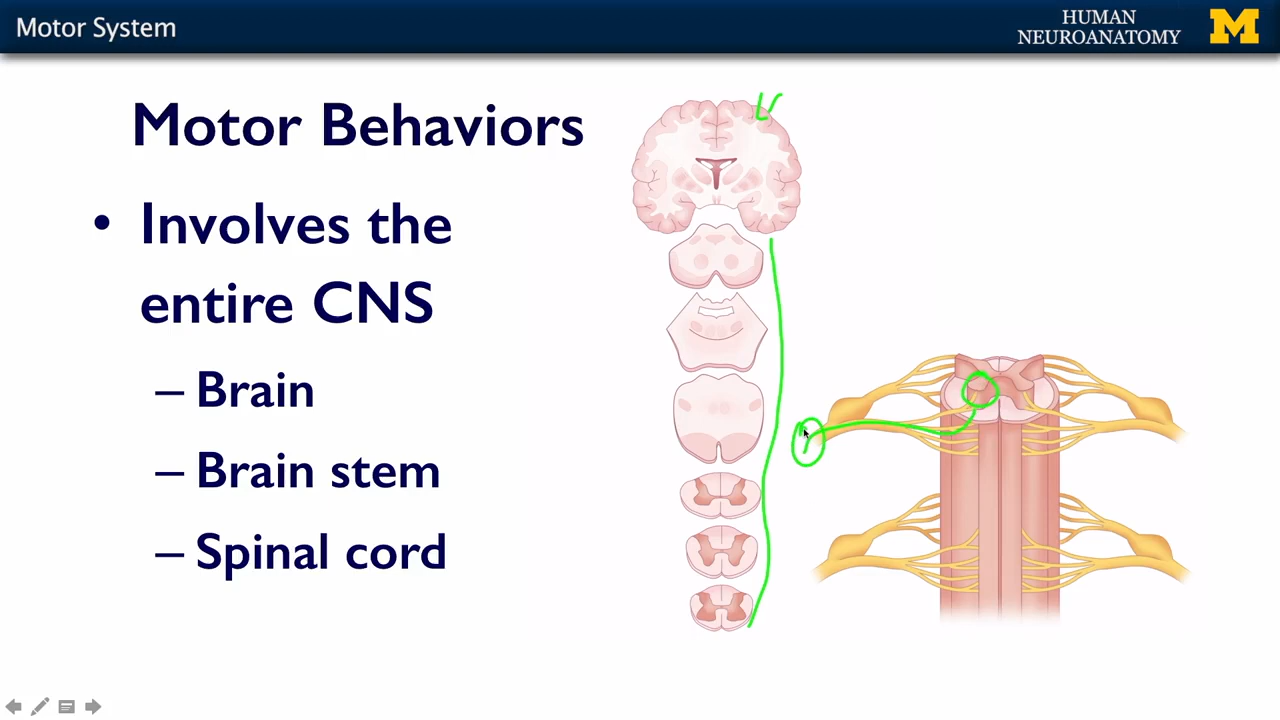 Motor System
HUMAN
NEUROANATOMY
M
Motor Behaviors
• Involves the
entire CNS
– Brain
– Brain stem
– Spinal cord